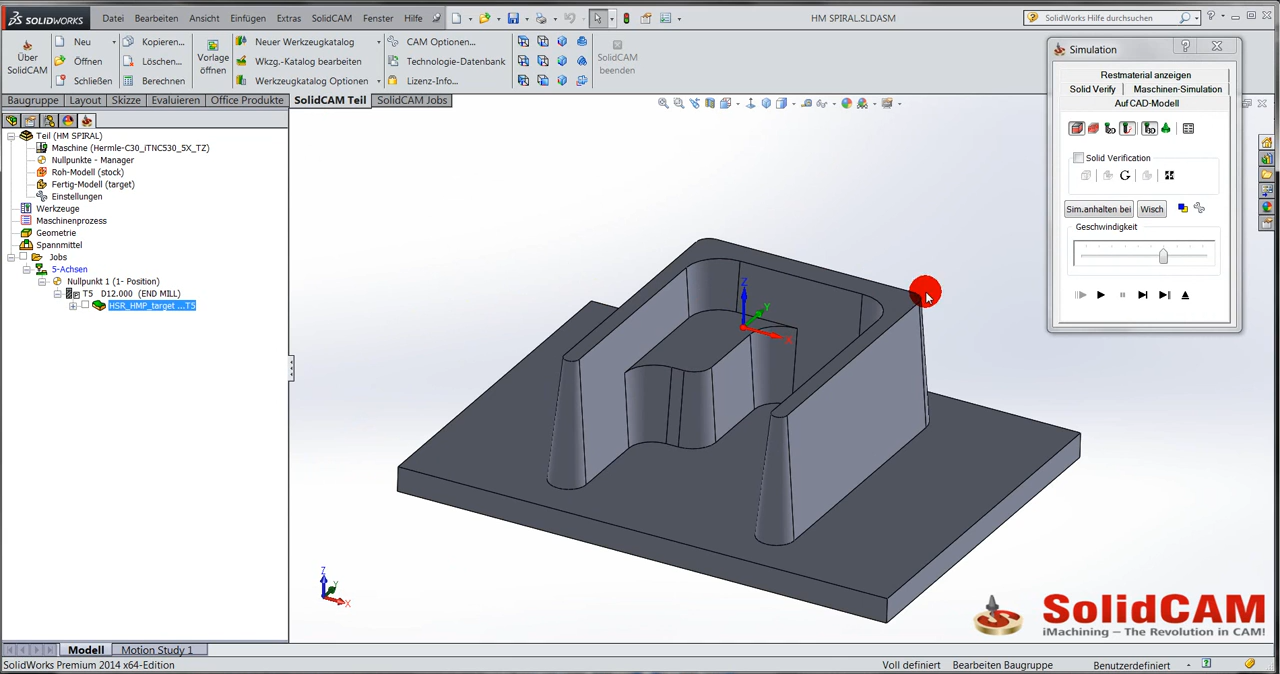 SOLIDWORKS Datei Bearbeiten Ansicht Einfügen Extras SolidCAM Fenster Hilfe HM SPIRAL.SLDASM SolidWorks Hilfe durchsuchen
Über SolidCAM
Neu
Öffnen
Schließen
Kopieren...
Löschen...
Berechnen
Vorlage öffnen
Neuer Werkzeugkatalog
Wkzg.-Katalog bearbeiten
Werkzeugkatalog Optionen
CAM Optionen...
Technologie-Datenbank
Lizenz-Info...
SolidCAM beenden
Baugruppe Layout Skizze Evaluieren Office Produkte SolidCAM Teil SolidCAM Jobs
Teil (HM SPIRAL)
Maschine (Hermle-C30_iTNC530_5X_TZ)
Nullpunkte - Manager
Roh-Modell (stock)
Fertig-Modell (target)
Einstellungen
Werkzeuge
Maschinenprozess
Geometrie
Spannmittel
Jobs
5-Achsen
Nullpunkt 1 (1- Position)
T5 D12.000 (END MILL)
HSR_HMP_target ...T5
Z
Y
X
Z
Y
X
Simulation
Restmaterial anzeigen
Solid Verify Maschinen-Simulation
Auf CAD-Modell
Solid Verification
Sim.anhalten bei Wisch
Geschwindigkeit
SolidCAM
iMachining – The Revolution in CAM!
Modell Motion Study 1
SolidWorks Premium 2014 x64-Edition Voll definiert Bearbeiten Baugruppe Benutzerdefiniert